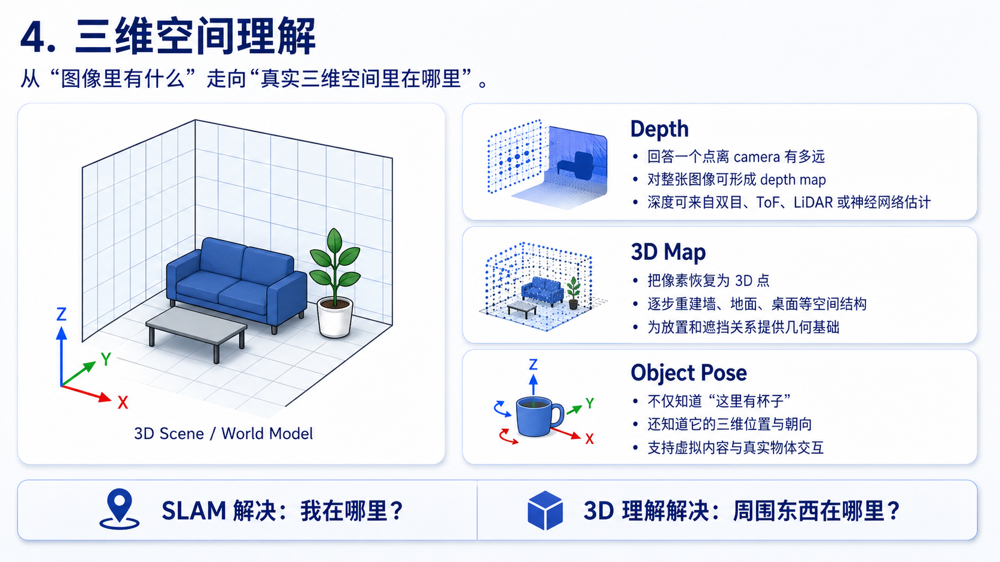 4. 三维空间理解
从“图像里有什么”走向“真实三维空间里在哪里”。
Z
Y
X
3D Scene / World Model
Depth
• 回答一个点离 camera 有多远
• 对整张图像可形成 depth map
• 深度可来自双目、ToF、LiDAR 或神经网络估计
3D Map
• 把像素恢复为 3D 点
• 逐步重建墙、地面、桌面等空间结构
• 为放置和遮挡关系提供几何基础
Z
Y
X
Object Pose
• 不仅知道“这里有杯子”
• 还知道它的三维位置与朝向
• 支持虚拟内容与真实物体交互
SLAM 解决：我在哪里？
3D 理解解决：周围东西在哪里？